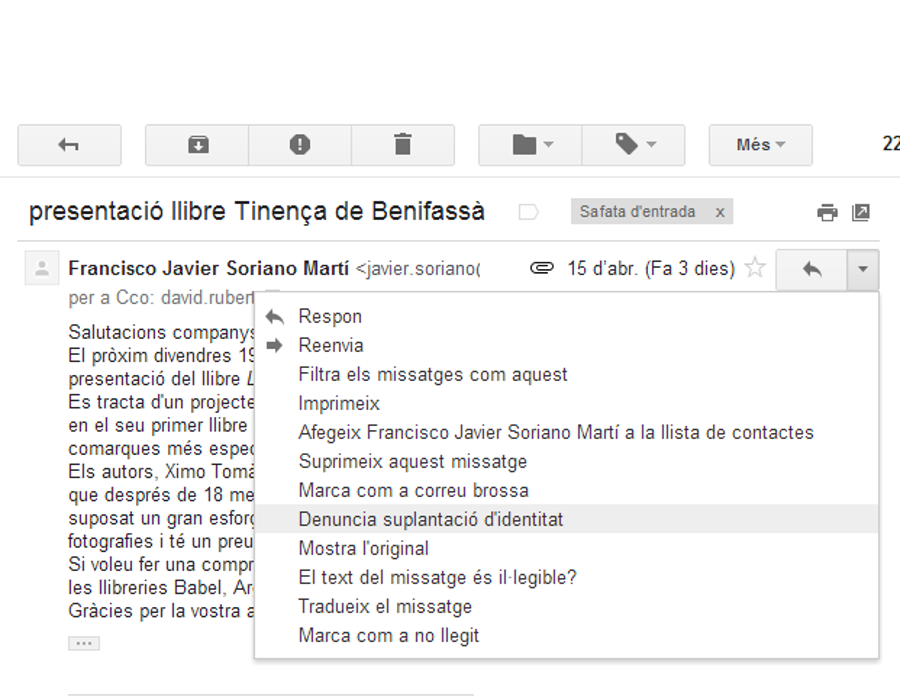 Més
22
presentació llibre Tinença de Benifassà
Safata d'entrada x
Francisco Javier Soriano Martí <javier.soriano(
15 d'abr. (Fa 3 dies)
per a Cco: david.rubert
Salutacions companys
El pròxim divendres 19
presentació del llibre
Es tracta d'un projecte
en el seu primer llibre
comarques més espec
Els autors, Ximo Tomà
que després de 18 me
suposat un gran esforç
fotografies i té un preu
Si voleu fer una compr
les llibreries Babel, Ar
Gràcies per la vostra a
Respon
Reenvia
Filtra els missatges com aquest
Imprimeix
Afegeix Francisco Javier Soriano Martí a la llista de contactes
Suprimeix aquest missatge
Marca com a correu brossa
Denuncia suplantació d'identitat
Mostra l'original
El text del missatge és il·legible?
Tradueix el missatge
Marca com a no llegit